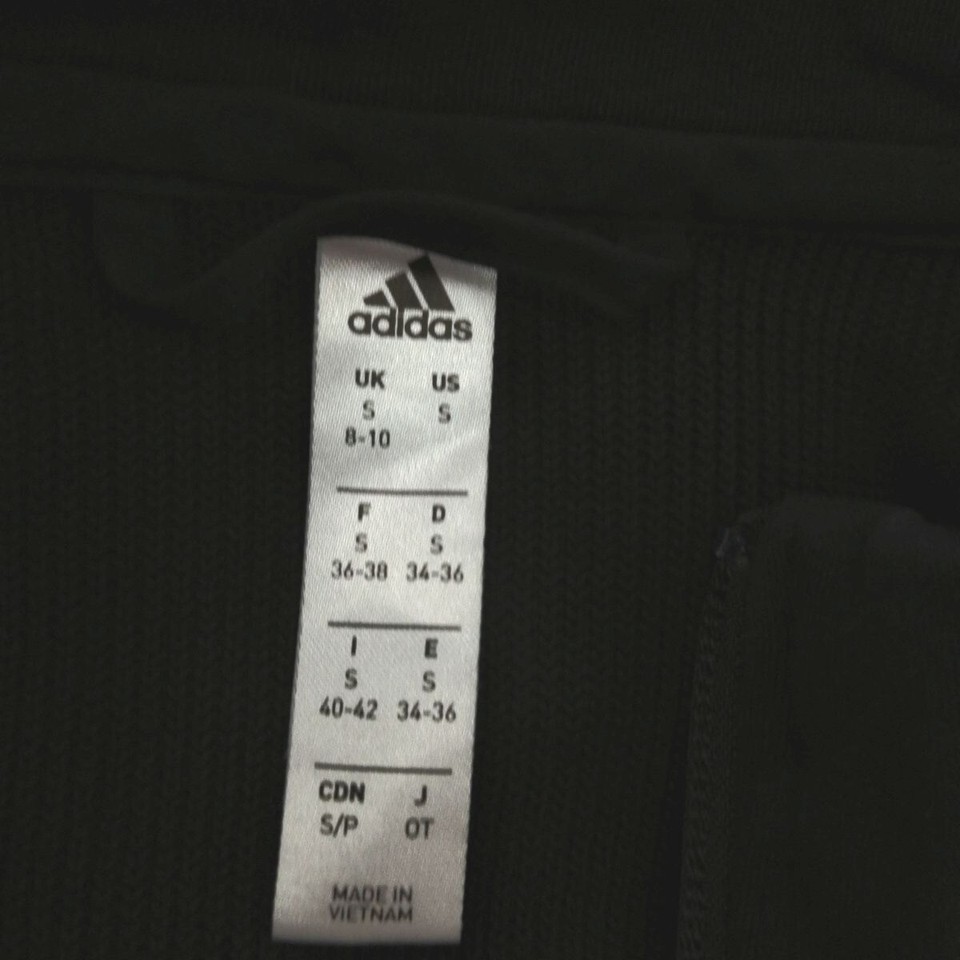 adidas
UK US
S S
8-10
F D
S S
36-38 34-36
I E
S S
40-42 34-36
CDN J
S/P OT
MADE IN
VIETNAM